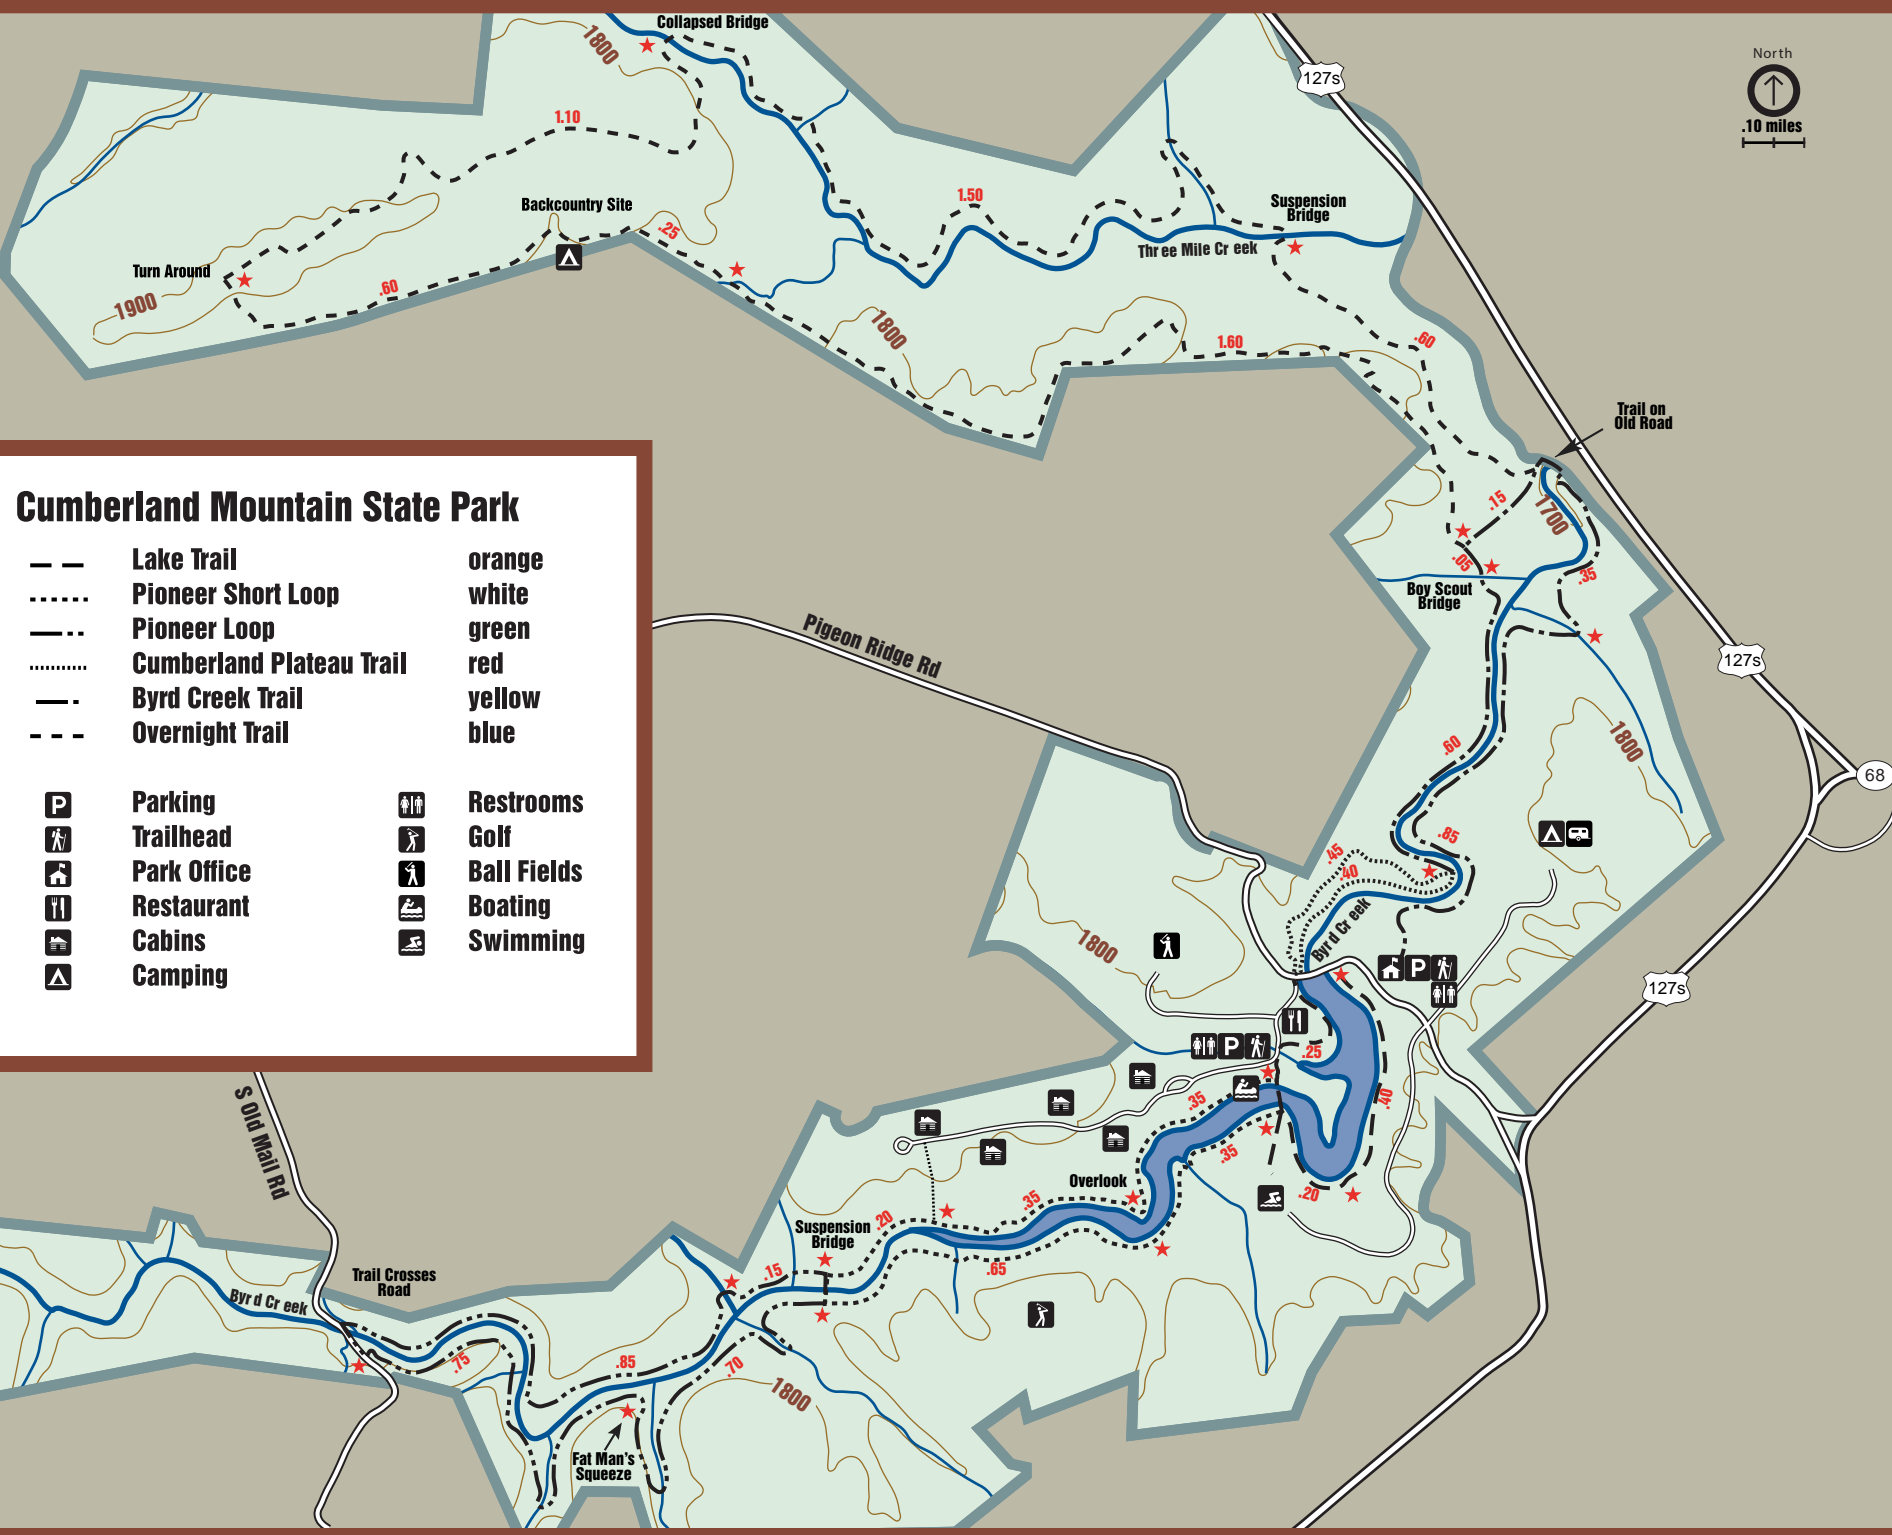 Collapsed Bridge
1800
127s
North
.10 miles
1.10
1.50
Backcountry Site
Suspension
Bridge
.25
Three Mile Creek
Turn Around
1900
.60
1800
1.60
.60
Trail on
Old Road
.15
1700
.05
.35
Boy Scout
Bridge
Cumberland Mountain State Park
Lake Trail orange
Pioneer Short Loop white
Pioneer Loop green
Cumberland Plateau Trail red
Byrd Creek Trail yellow
Overnight Trail blue
P Parking Restrooms
Trailhead Golf
Park Office Ball Fields
Restaurant Boating
Cabins Swimming
Camping
Pigeon Ridge Rd
127s
1800
68
.60
.85
.45
.40
Byrd Creek
1800
P
127s
P
.25
.40
.35
.35
.20
Overlook
S Old Mail Rd
.35
.20
Suspension
Bridge
.65
.15
Trail Crosses
Road
Byrd Creek
.75
.85
.70
1800
Fat Man's
Squeeze